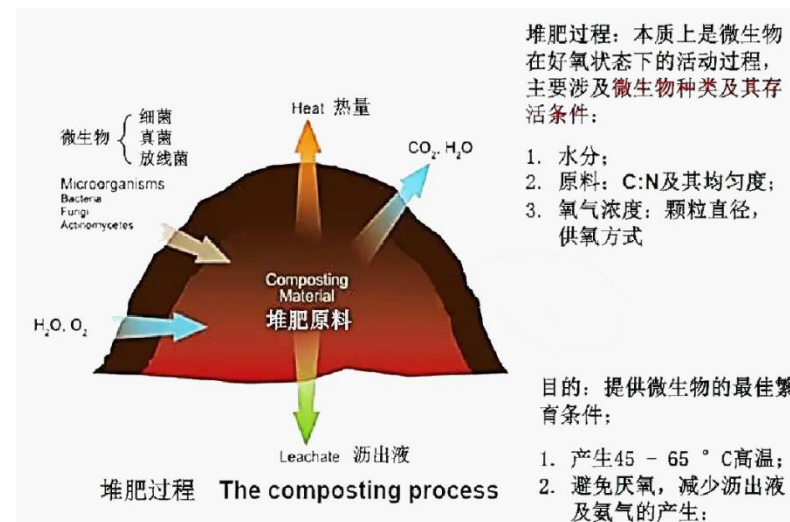 Heat 热量
CO₂, H₂O
微生物
细菌
真菌
放线菌
Microorganisms
Bacteria
Fungi
Actinomycetes
Composting
Material
堆肥原料
H₂O, O₂
Leachate 沥出液
堆肥过程 The composting process
堆肥过程：本质上是微生物
在好氧状态下的活动过程，
主要涉及微生物种类及其存
活条件：
1. 水分；
2. 原料：C:N及其均匀度；
3. 氧气浓度：颗粒直径，
供氧方式
目的：提供微生物的最佳繁
育条件；
1. 产生45 - 65 °C高温；
2. 避免厌氧，减少沥出液
及氨气的产生；